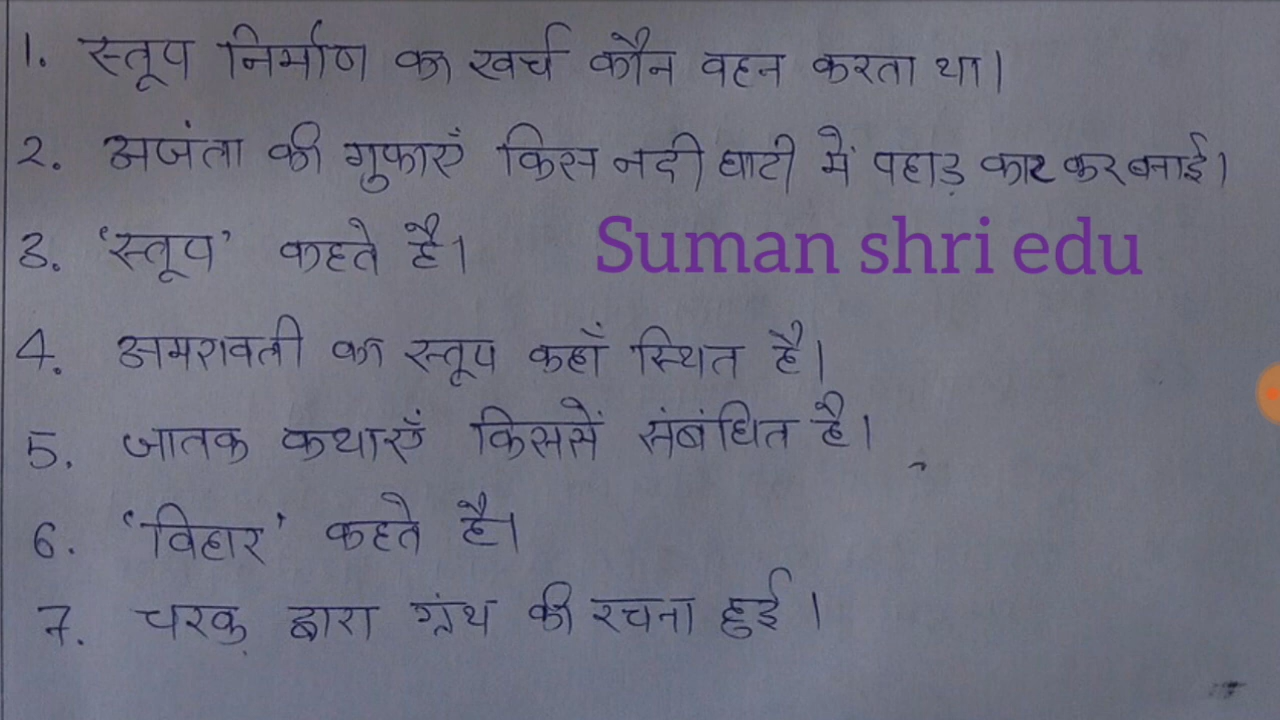 1. स्तूप निर्माण का खर्च कौन वहन करता था।
2. अजंता की गुफाएँ किस नदी घाटी में पहाड़ काट कर बनाई।
3. 'स्तूप' कहते है।
Suman shri edu
4. अमरावती का स्तूप कहाँ स्थित है।
5. जातक कथाएँ किससें संबंधित है।
6. 'विहार' कहते है।
7. चरक द्वारा ग्रंथ की रचना हुई।